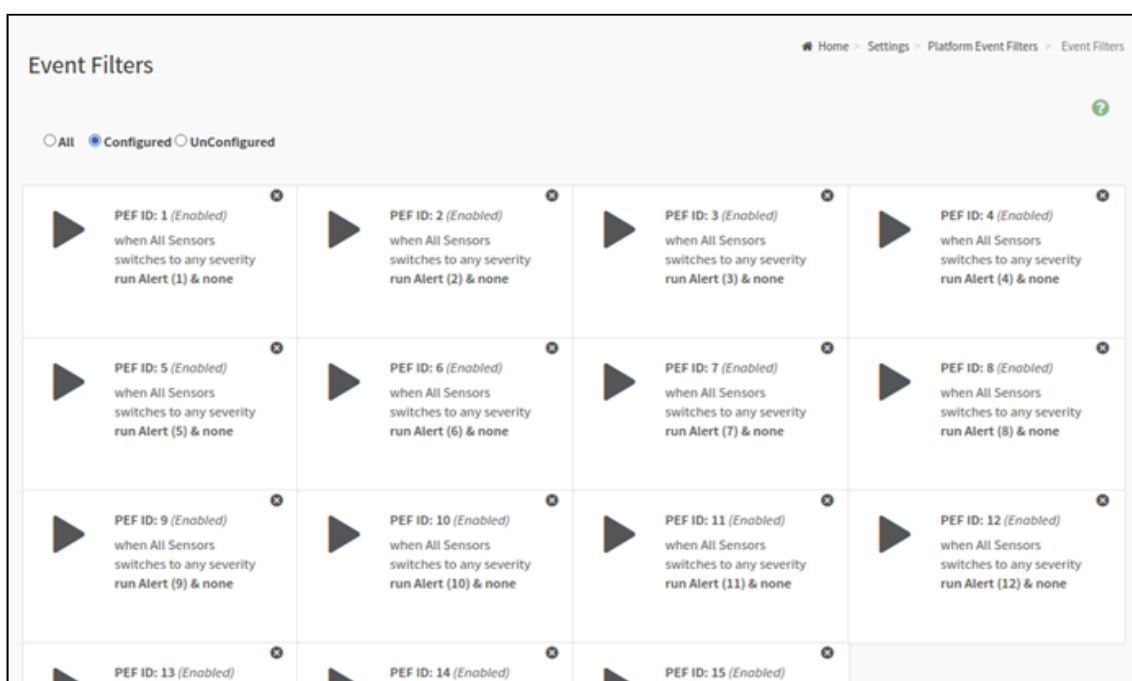 Home > Settings > Platform Event Filters > Event Filters
Event Filters
?
All Configured UnConfigured
PEF ID: 1 (Enabled)
when All Sensors
switches to any severity
run Alert (1) & none
PEF ID: 2 (Enabled)
when All Sensors
switches to any severity
run Alert (2) & none
PEF ID: 3 (Enabled)
when All Sensors
switches to any severity
run Alert (3) & none
PEF ID: 4 (Enabled)
when All Sensors
switches to any severity
run Alert (4) & none
PEF ID: 5 (Enabled)
when All Sensors
switches to any severity
run Alert (5) & none
PEF ID: 6 (Enabled)
when All Sensors
switches to any severity
run Alert (6) & none
PEF ID: 7 (Enabled)
when All Sensors
switches to any severity
run Alert (7) & none
PEF ID: 8 (Enabled)
when All Sensors
switches to any severity
run Alert (8) & none
PEF ID: 9 (Enabled)
when All Sensors
switches to any severity
run Alert (9) & none
PEF ID: 10 (Enabled)
when All Sensors
switches to any severity
run Alert (10) & none
PEF ID: 11 (Enabled)
when All Sensors
switches to any severity
run Alert (11) & none
PEF ID: 12 (Enabled)
when All Sensors
switches to any severity
run Alert (12) & none
PEF ID: 13 (Enabled)
PEF ID: 14 (Enabled)
PEF ID: 15 (Enabled)